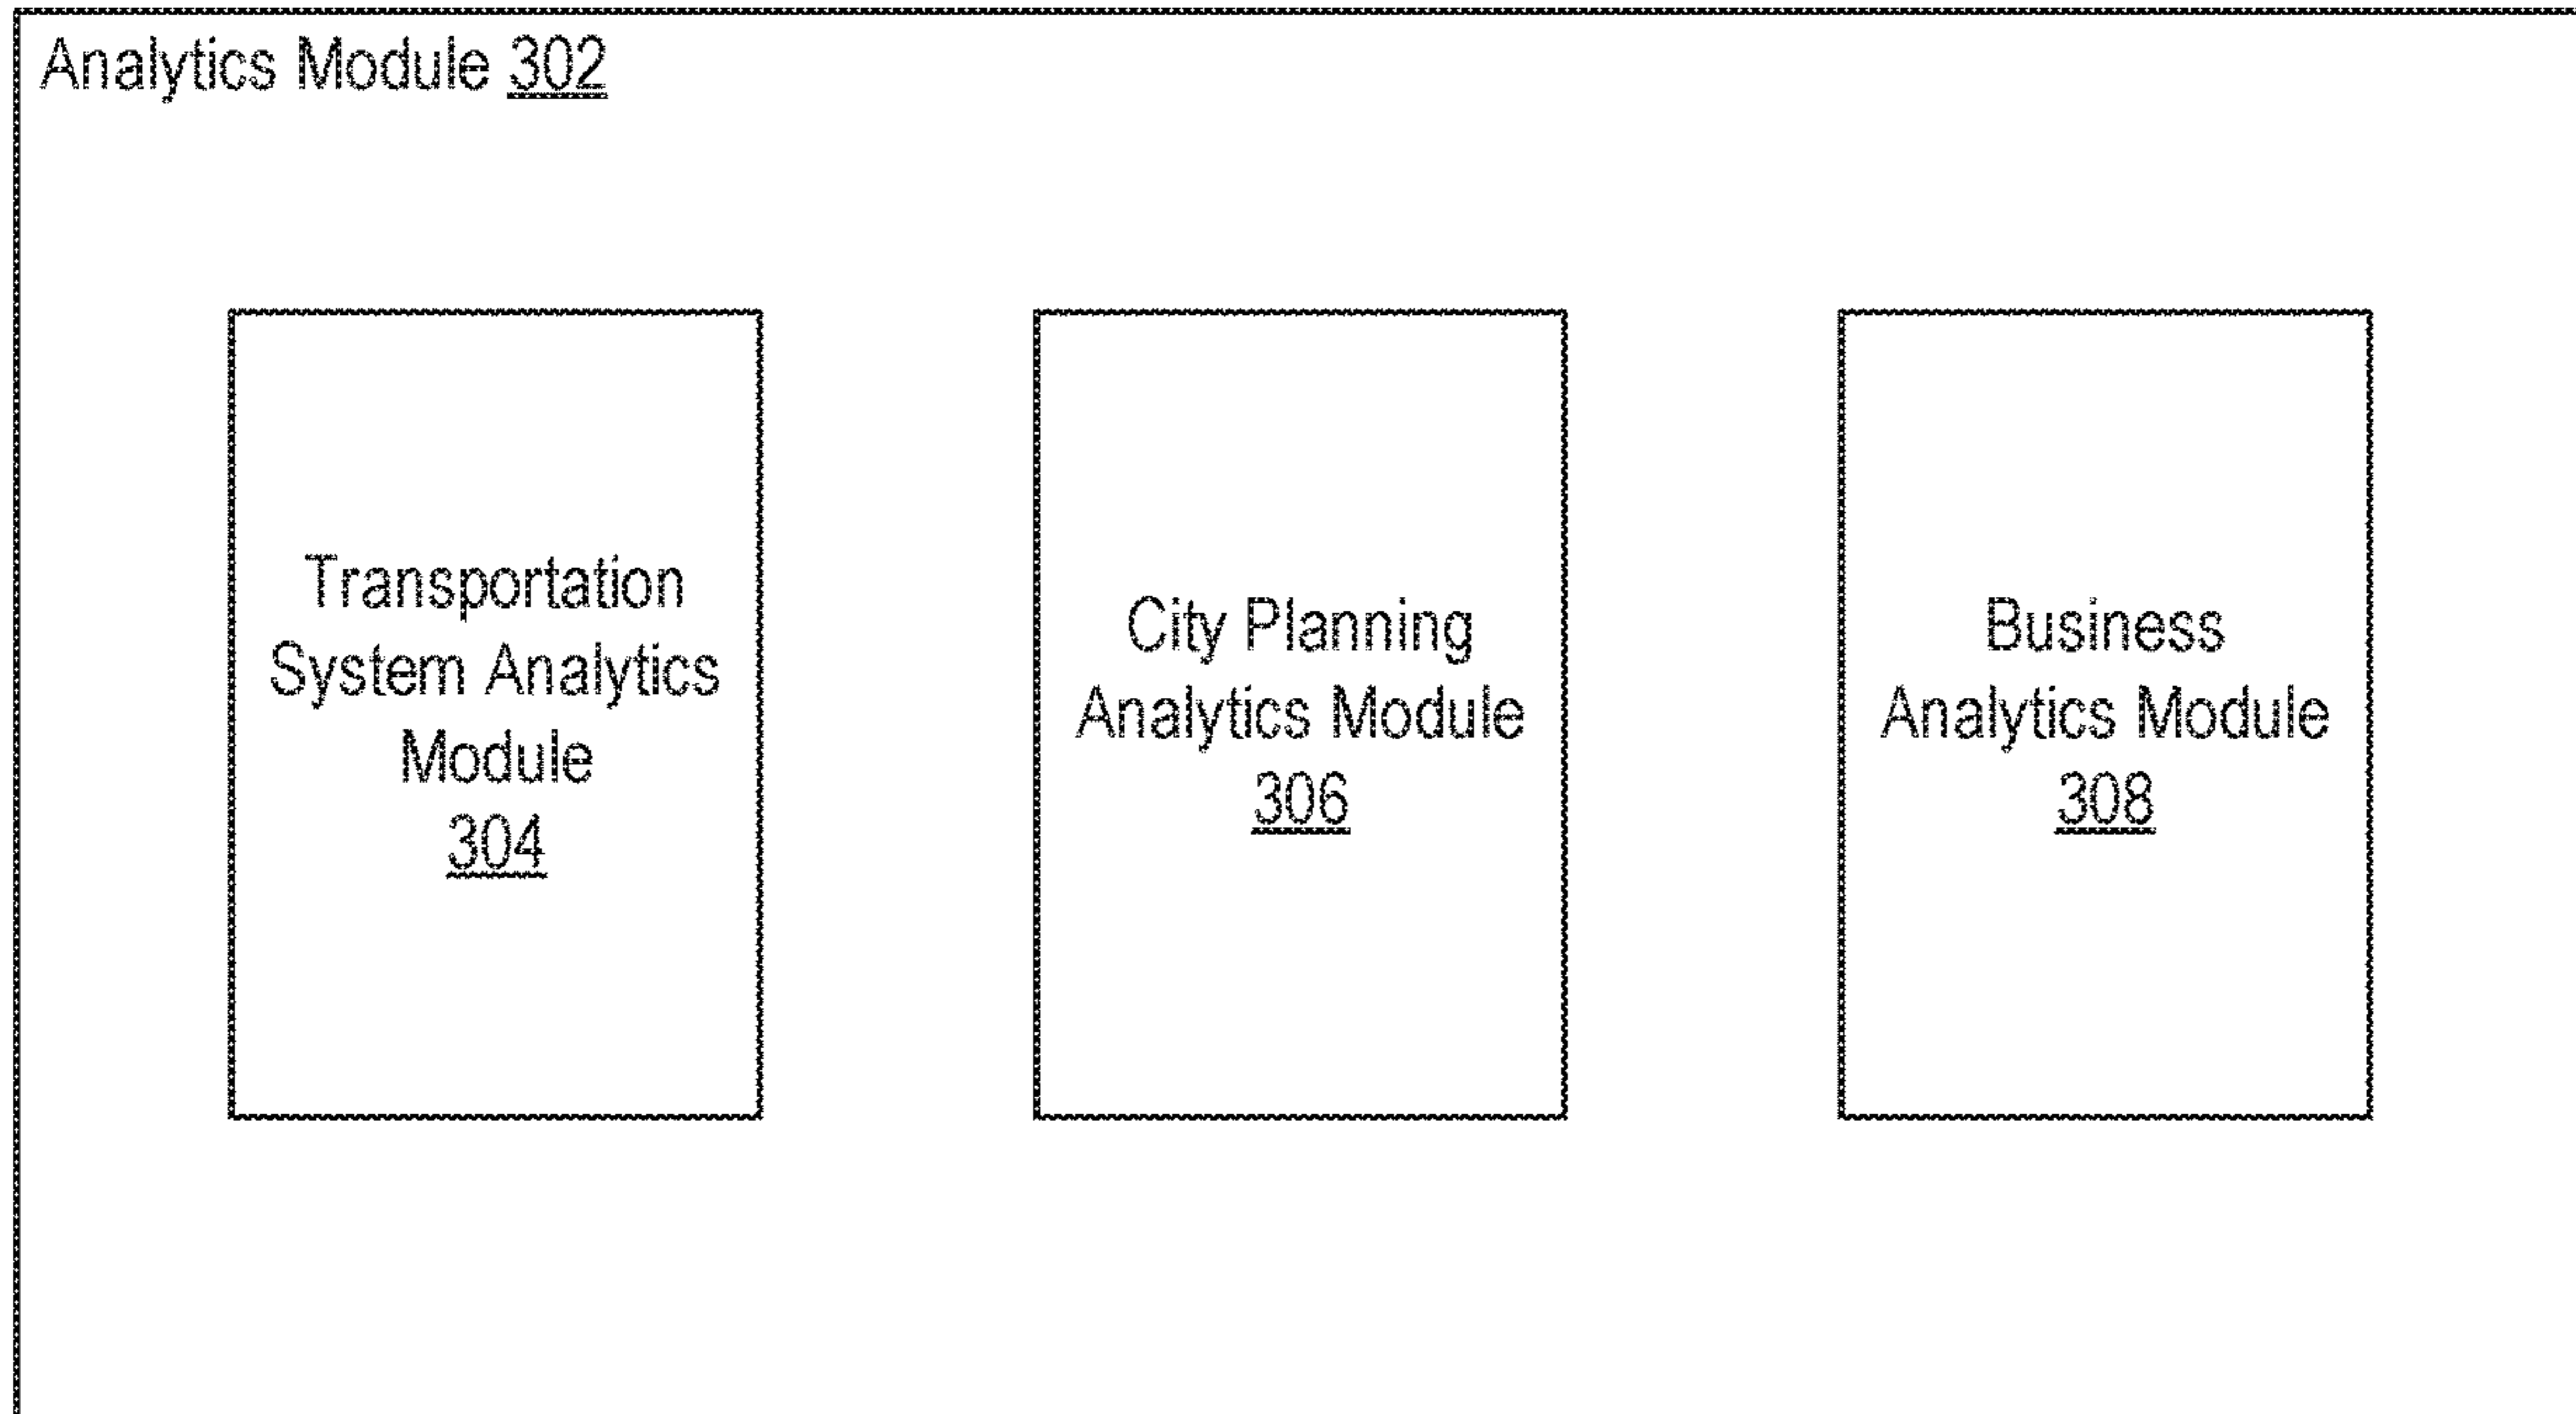 Analytics Module 302
Transportation
System Analytics
Module
304
City Planning
Analytics Module
306
Business
Analytics Module
308